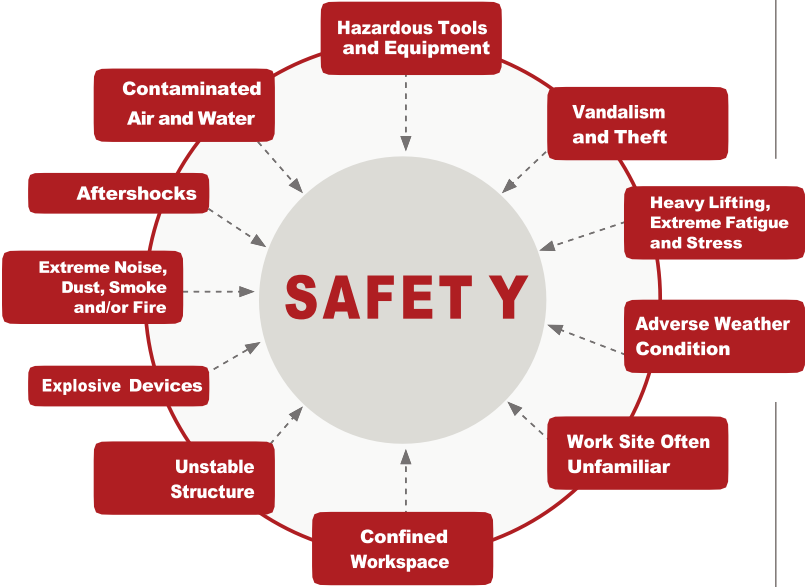 Hazardous Tools
and Equipment
Contaminated
Air and Water
Vandalism
and Theft
Aftershocks
Heavy Lifting,
Extreme Fatigue
and Stress
Extreme Noise,
Dust, Smoke
and/or Fire
SAFETY
Adverse Weather
Condition
Explosive Devices
Work Site Often
Unfamiliar
Unstable
Structure
Confined
Workspace